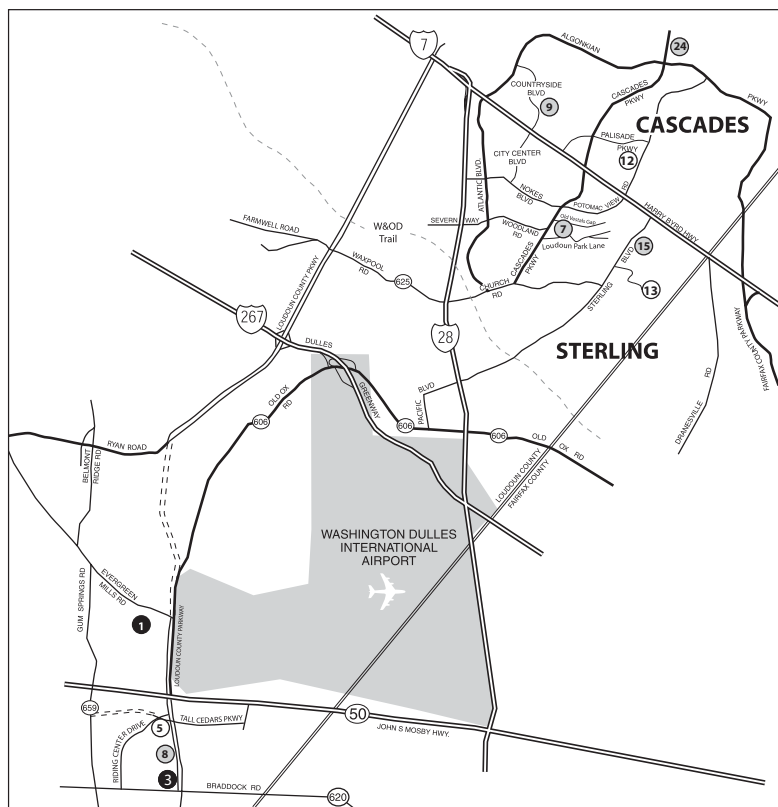 7
ALGONKIAN
24
PKWY
COUNTRYSIDE
BLVD
9
CASCADES
PKWY
CASCADES
PALISADE
PKWY
12
CITY CENTER
BLVD
ATLANTIC BLVD.
NOKES
BLVD
POTOMAC VIEW RD
HARRY BYRD HWY
FARMWELL ROAD
W&OD
Trail
SEVERN WAY
WOODLAND
RD
Old Vestals Gap
7
Loudoun Park Lane
15
WAXPOOL
RD
625
CHURCH
RD
CASCADES
PKWY
STERLING BLVD
13
LOUDOUN COUNTY PKWY
267
DULLES
GREENWAY
28
STERLING
FAIRFAX COUNTY PARKWAY
DRANESVILLE RD
PACIFIC BLVD
OLD OX
RD
606
606
606
OLD OX RD
RYAN ROAD
BELMONT
RIDGE RD
LOUDOUN COUNTY
FAIRFAX COUNTY
WASHINGTON DULLES
INTERNATIONAL
AIRPORT
GUM SPRINGS RD
EVERGREEN
MILLS RD
1
LOUDOUN COUNTY PARKWAY
659
5
TALL CEDARS PKWY
50
JOHN S MOSBY HWY.
RIDING CENTER DRIVE
8
3
BRADDOCK RD
620